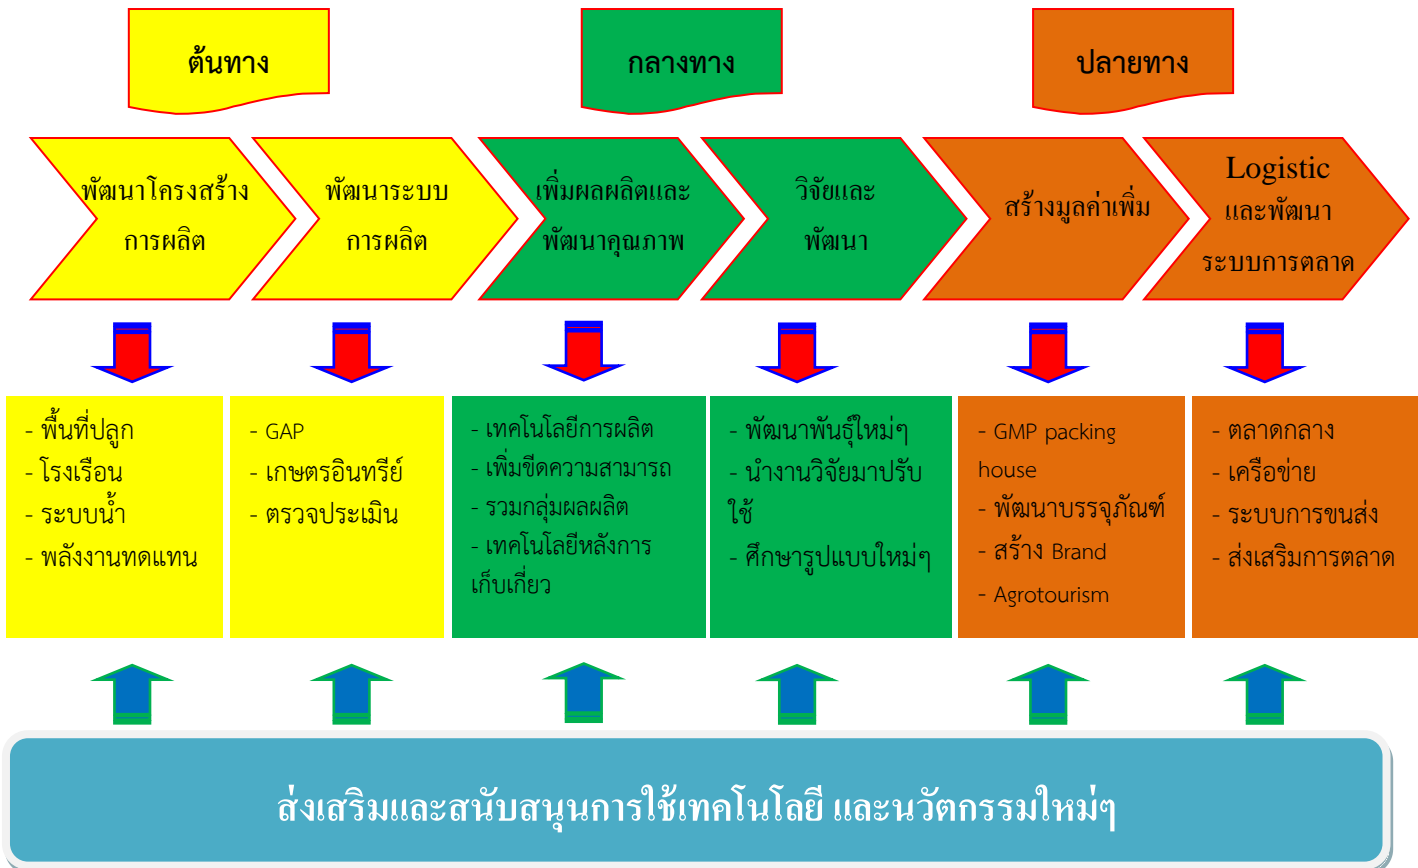 ต้นทาง
กลางทาง
ปลายทาง
พัฒนาโครงสร้าง
การผลิต
พัฒนาระบบ
การผลิต
เพิ่มผลผลิตและ
พัฒนาคุณภาพ
วิจัยและ
พัฒนา
สร้างมูลค่าเพิ่ม
Logistic
และพัฒนา
ระบบการตลาด
- พื้นที่ปลูก
- โรงเรือน
- ระบบน้ำ
- พลังงานทดแทน
- GAP
- เกษตรอินทรีย์
- ตรวจประเมิน
- เทคโนโลยีการผลิต
- เพิ่มขีดความสามารถ
- รวมกลุ่มผลผลิต
- เทคโนโลยีหลังการ
เก็บเกี่ยว
- พัฒนาพันธุ์ใหม่ๆ
- นำงานวิจัยมาปรับ
ใช้
- ศึกษารูปแบบใหม่ๆ
- GMP packing
house
- พัฒนาบรรจุภัณฑ์
- สร้าง Brand
- Agrotourism
- ตลาดกลาง
- เครือข่าย
- ระบบการขนส่ง
- ส่งเสริมการตลาด
ส่งเสริมและสนับสนุนการใช้เทคโนโลยี และนวัตกรรมใหม่ๆ